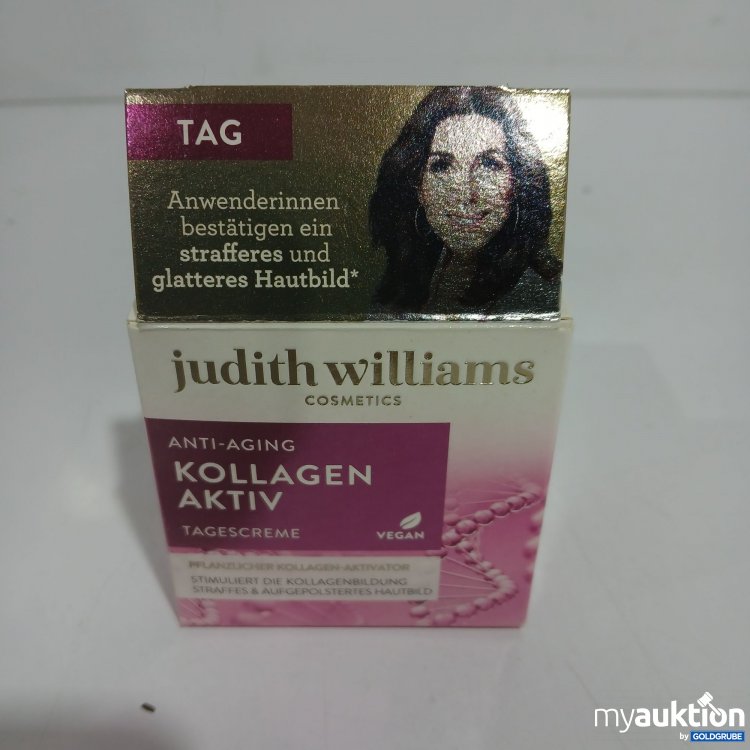 TAG
Anwenderinnen
bestätigen ein
strafferes und
glatteres Hautbild*
judith williams
COSMETICS
ANTI-AGING
KOLLAGEN
AKTIV
TAGESCREME
VEGAN
PFLANZLICHER KOLLAGEN-AKTIVATOR
STIMULIERT DIE KOLLAGENBILDUNG
STRAFFES & AUFGEPOLSTERTES HAUTBILD
myauktion
by GOLDGRUBE